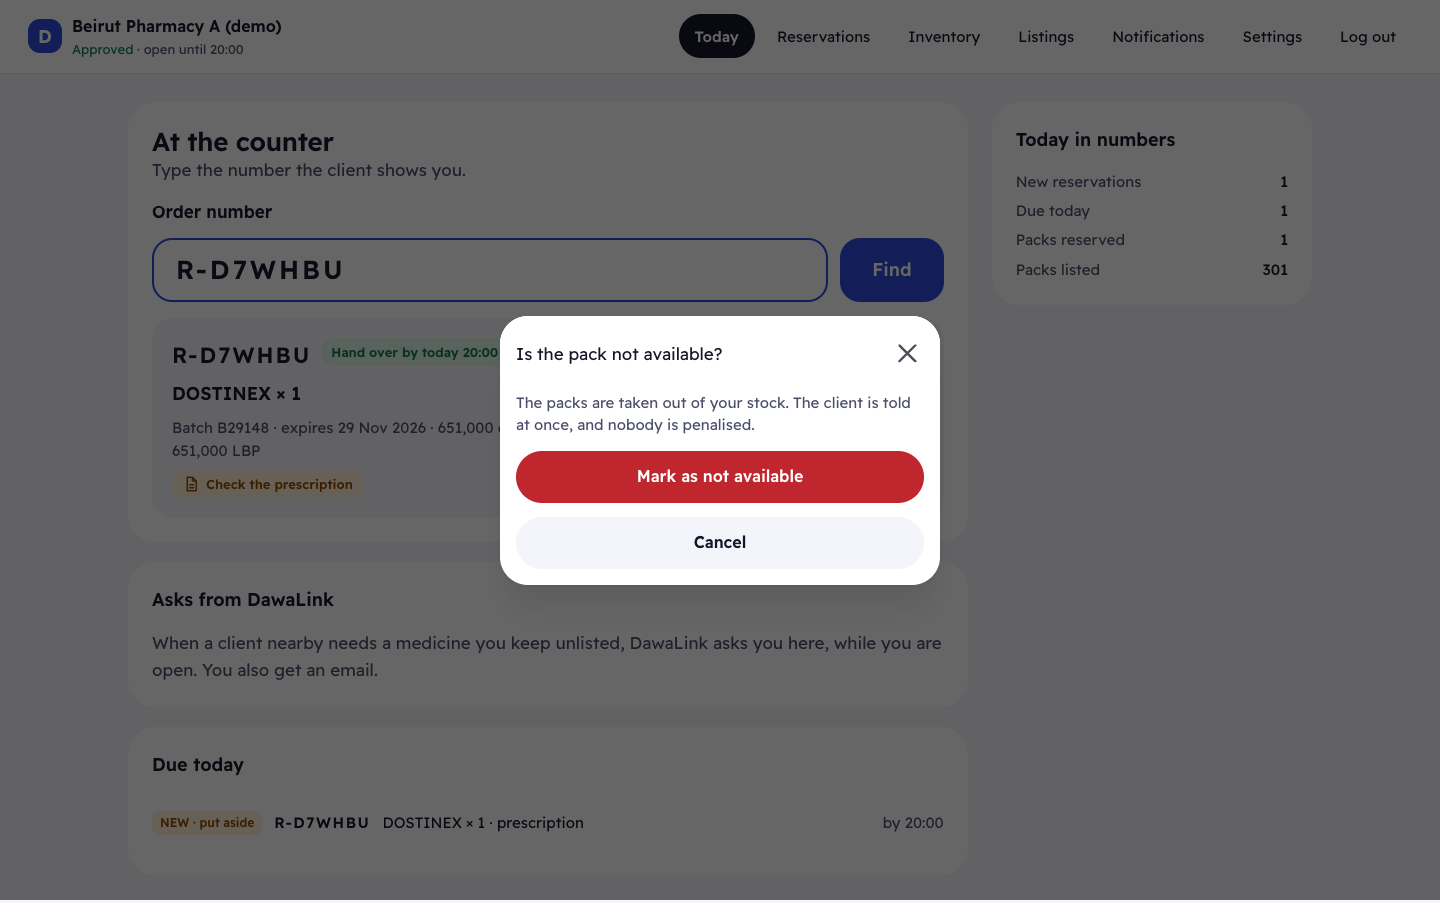 D
Beirut Pharmacy A (demo)
Approved · open until 20:00
Today
Reservations
Inventory
Listings
Notifications
Settings
Log out
At the counter
Type the number the client shows you.
Order number
R-D7WHBU
Find
R-D7WHBU
Hand over by today 20:00
DOSTINEX × 1
Batch B29148 · expires 29 Nov 2026 · 651,000
651,000 LBP
Check the prescription
Is the pack not available?
The packs are taken out of your stock. The client is told
at once, and nobody is penalised.
Mark as not available
Cancel
Asks from DawaLink
When a client nearby needs a medicine you keep unlisted, DawaLink asks you here, while you are
open. You also get an email.
Due today
NEW · put aside
R-D7WHBU
DOSTINEX × 1 · prescription
by 20:00
Today in numbers
New reservations 1
Due today 1
Packs reserved 1
Packs listed 301